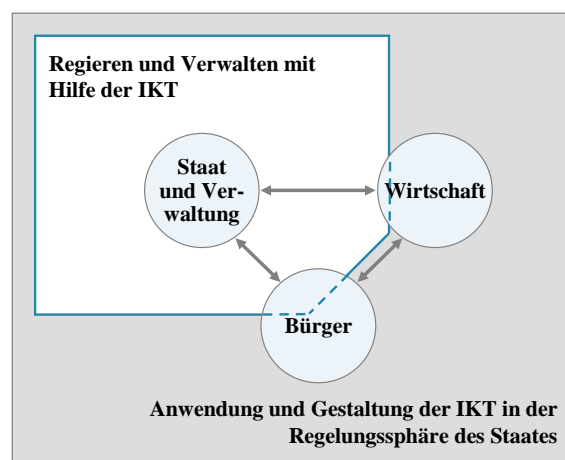 Regieren und Verwalten mit
Hilfe der IKT
Staat
und Ver-
waltung
Wirtschaft
Bürger
Anwendung und Gestaltung der IKT in der
Regelungssphäre des Staates